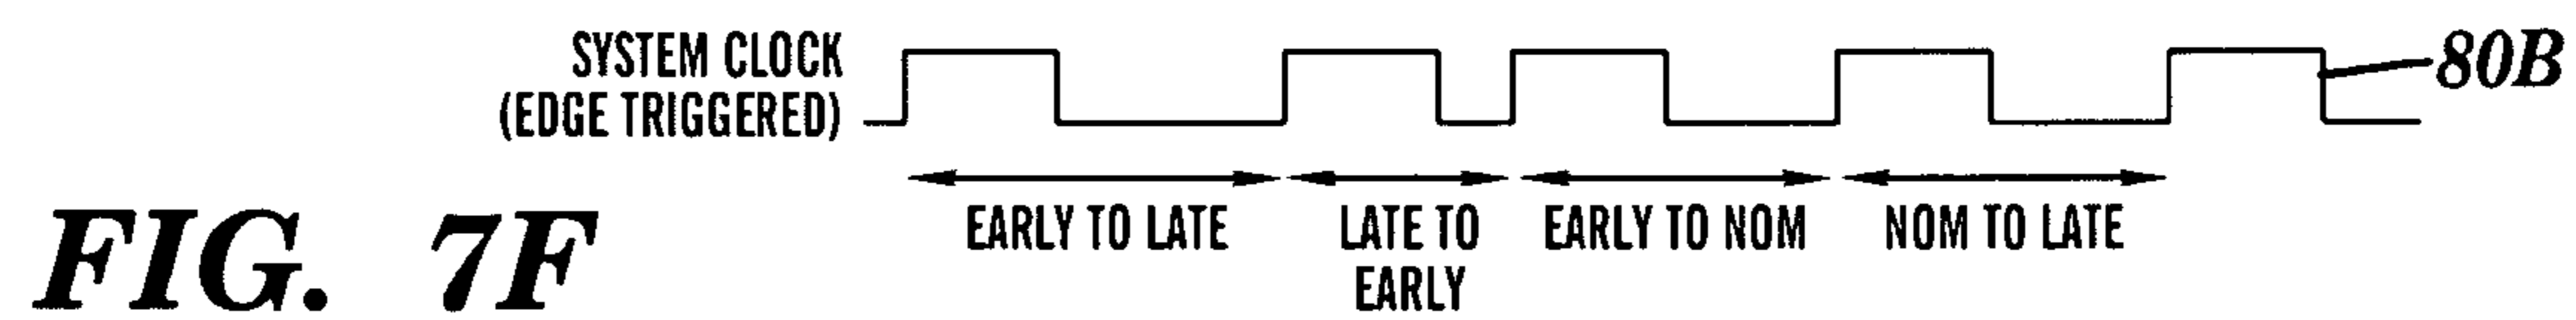 SYSTEM CLOCK
(EDGE TRIGGERED)
80B
EARLY TO LATE
LATE TO
EARLY
EARLY TO NOM
NOM TO LATE
FIG. 7F